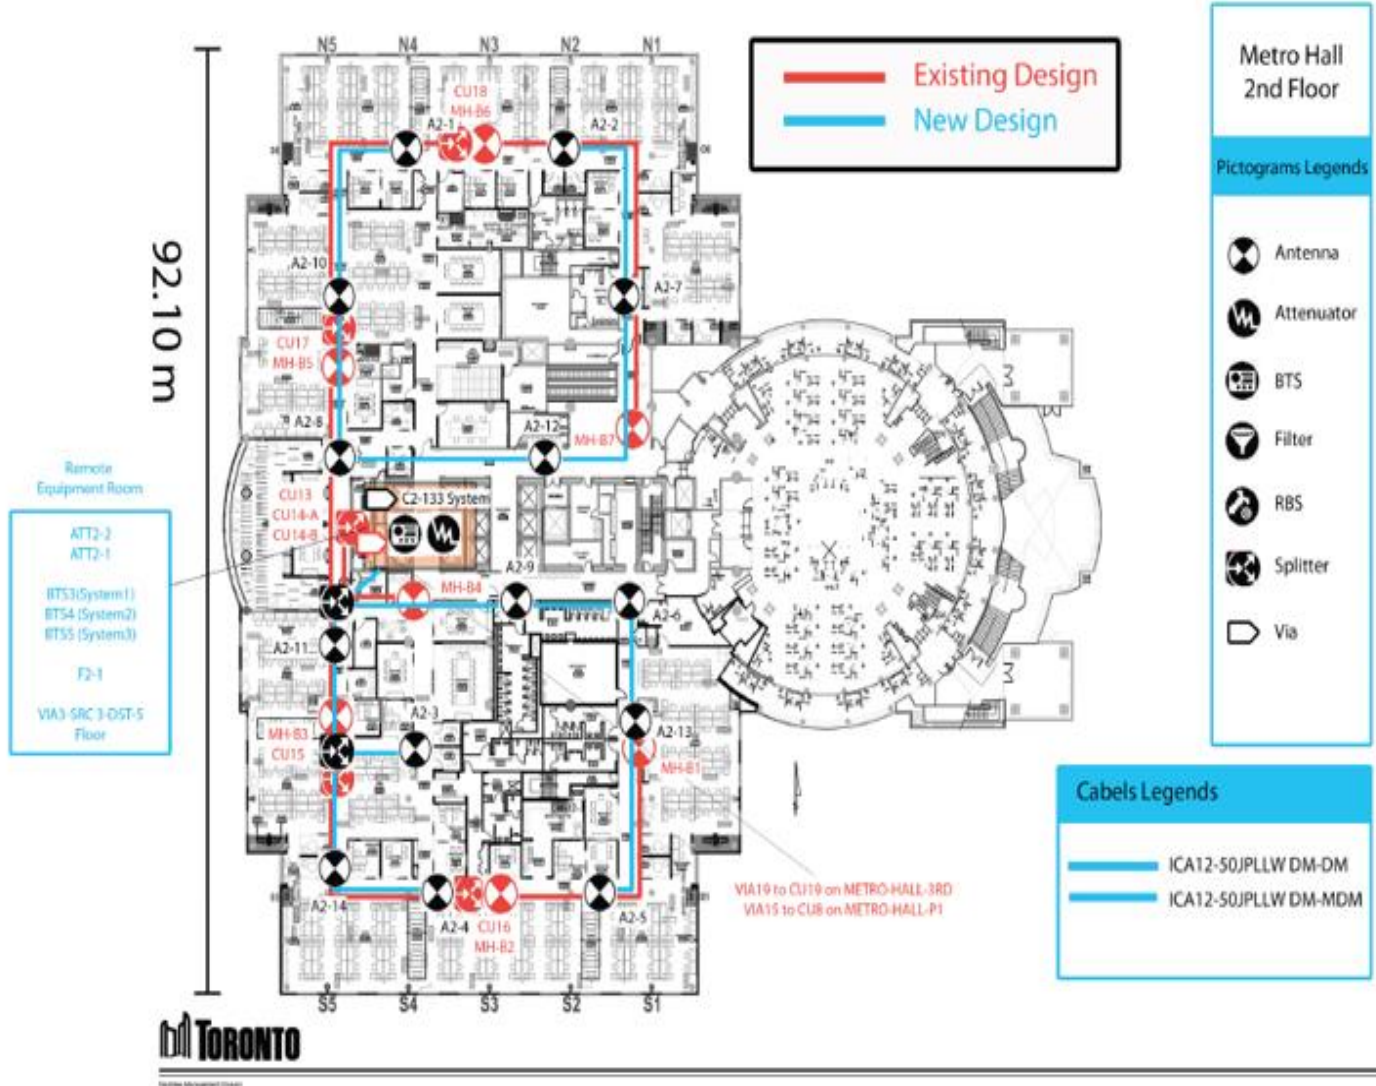 N5 N4 N3 N2 N1
Existing Design
New Design
Metro Hall
2nd Floor
Pictograms Legends
Antenna
Attenuator
BTS
Filter
RBS
Splitter
Via
92.10 m
CU18
MH-B6
A2-1
A2-2
A2-10
A2-7
CU17
MH-B5
A2-8
A2-12
MH-B7
Remote
Equipment Room
ATT2-2
ATT2-1
BTS3(System1)
BTS4 (System2)
BTS5 (System3)
F2-1
VIA3-SRC 3-DST-5
Floor
CU13
CU14-A
CU14-B
C2-133 System
A2-9
MH-B4
A2-6
A2-11
A2-3
MH-B3
CU15
A2-13
MH-B1
A2-14
A2-4
CU16
MH-B2
A2-5
VIA19 to CU19 on METRO-HALL-3RD
VIA15 to CU8 on METRO-HALL-P1
Cabels Legends
ICA12-50JPLLW DM-DM
ICA12-50JPLLW DM-MDM
S5 S4 S3 S2 S1
TORONTO